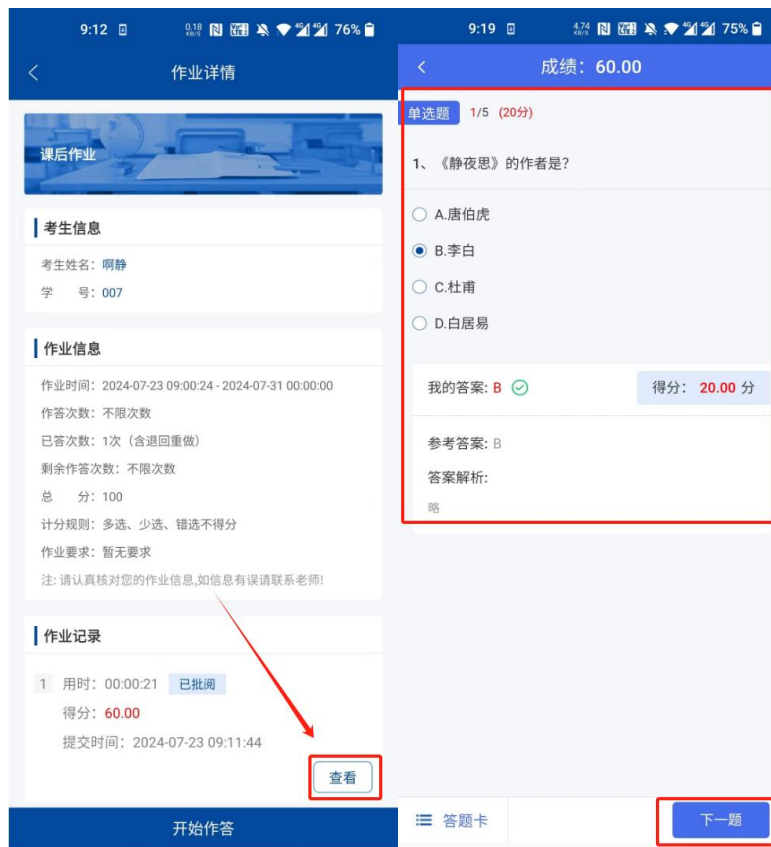 9:12 0.18 KB/S 4G 4G 76%
作业详情
课后作业
考生信息
考生姓名：啊静
学 号：007
作业信息
作业时间：2024-07-23 09:00:24 - 2024-07-31 00:00:00
作答次数：不限次数
已答次数：1次（含退回重做）
剩余作答次数：不限次数
总 分：100
计分规则：多选、少选、错选不得分
作业要求：暂无要求
注: 请认真核对您的作业信息,如信息有误请联系老师!
作业记录
1 用时：00:00:21 已批阅
得分：60.00
提交时间：2024-07-23 09:11:44
查看
开始作答
9:19 4.74 KB/S 4G 4G 75%
成绩：60.00
单选题 1/5 (20分)
1、《静夜思》的作者是?
A.唐伯虎
B.李白
C.杜甫
D.白居易
我的答案: B 得分： 20.00 分
参考答案: B
答案解析:
略
答题卡 下一题